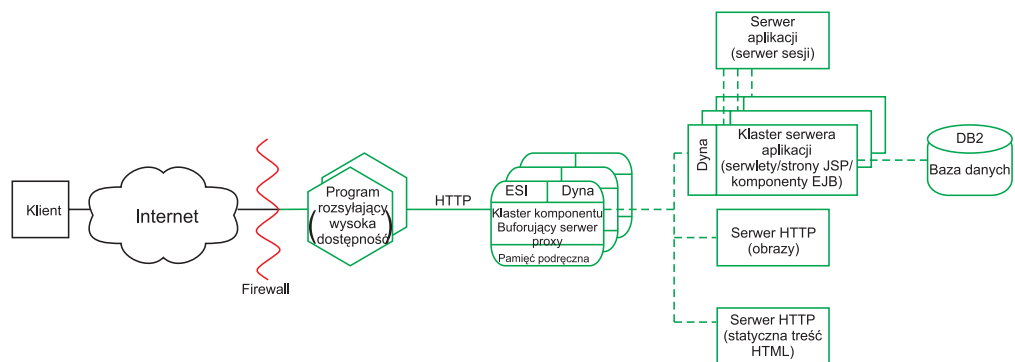 Klient
Internet
Firewall
Program
rozsyłający
(wysoka
dostępność)
HTTP
ESI
Dyna
Klaster komponentu
Buforujący serwer
proxy
Pamięć podręczna
Serwer
aplikacji
(serwer sesji)
Dyna
Klaster serwera
aplikacji
(serwlety/strony JSP/
komponenty EJB)
DB2
Baza danych
Serwer HTTP
(obrazy)
Serwer HTTP
(statyczna treść
HTML)